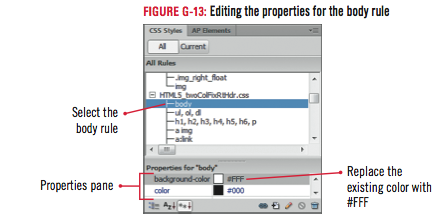 FIGURE G-13: Editing the properties for the body rule
CSS Styles AP Elements
All Current
All Rules
.img_right_float
img
HTML5_twoColFixRtHdr.css
body
ul, ol, dl
h1, h2, h3, h4, h5, h6, p
a img
a:link
Select the
body rule
Properties for "body"
background-color #FFF
color #000
Properties pane
Replace the
existing color with
#FFF